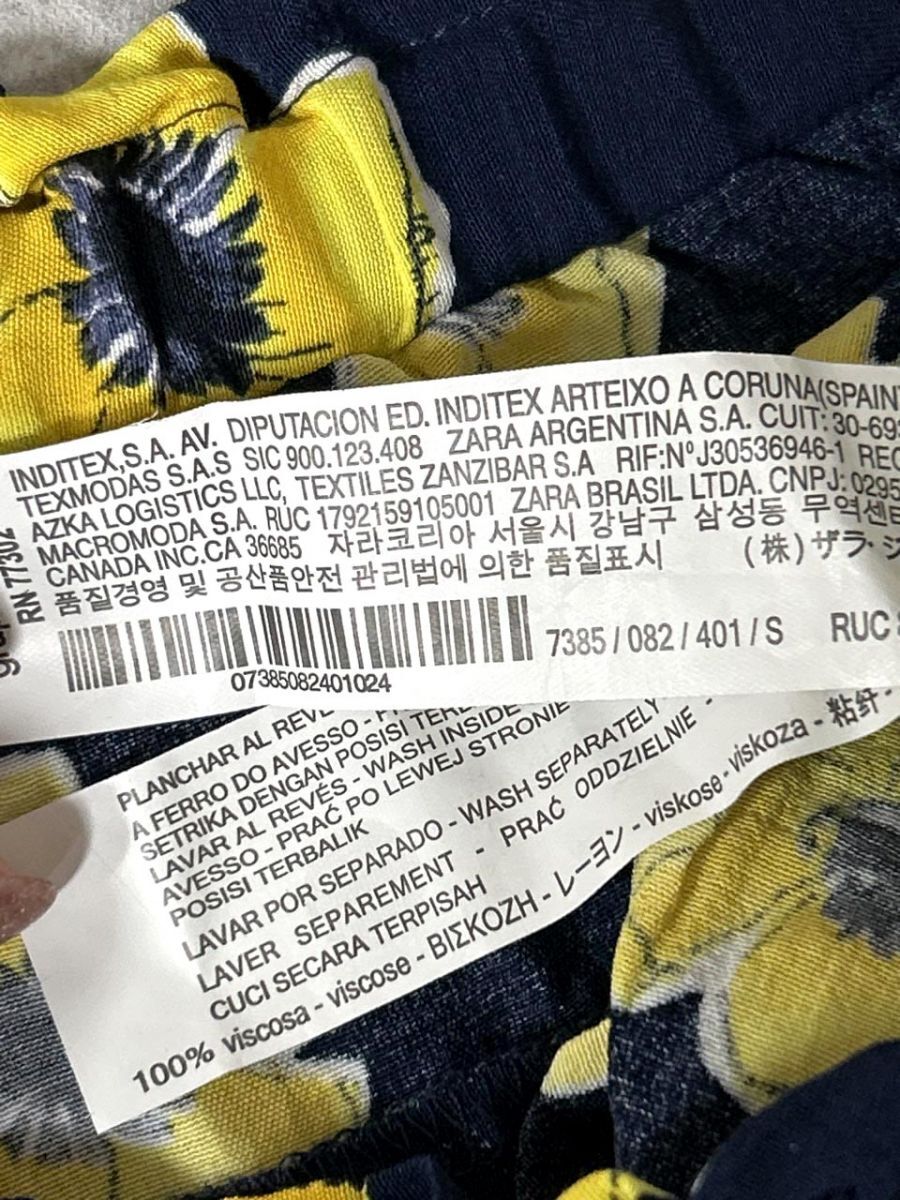 INDITEX,S.A. AV. DIPUTACION ED. INDITEX ARTEIXO A CORUNA(SPAIN
TEXMODAS S.A.S SIC 900.123.408 ZARA ARGENTINA S.A. CUIT: 30-69
AZKA LOGISTICS LLC, TEXTILES ZANZIBAR S.A RIF:NºJ30536946-1
MACROMODA S.A. RUC 1792159105001 ZARA BRASIL LTDA. CNPJ: 0295
CANADA INC.CA 36685 자라코리아 서울시 강남구 삼성동 무역센터
품질경영 및 공산품안전 관리법에 의한 품질표시 (株)ザラ・ジ
RN 77302
7385 / 082 / 401 / S RUC
07385082401024
PLANCHAR AL REVÉ
A FERRO DO AVESSO -
SETRIKA DENGAN POSISI TER
LAVAR AL REVÉS - WASH INSIDE
AVESSO - PRAĆ PO LEWEJ STRONIE
POSISI TERBALIK
LAVAR POR SEPARADO - WASH SEPARATELY
LAVER SEPAREMENT - PRAĆ ODDZIELNIE -
CUCI SECARA TERPISAH
100% viscosa - viscose - ΒΙΣΚΟΖΗ - レーヨン - viskose - viskoza - 粘纤 -